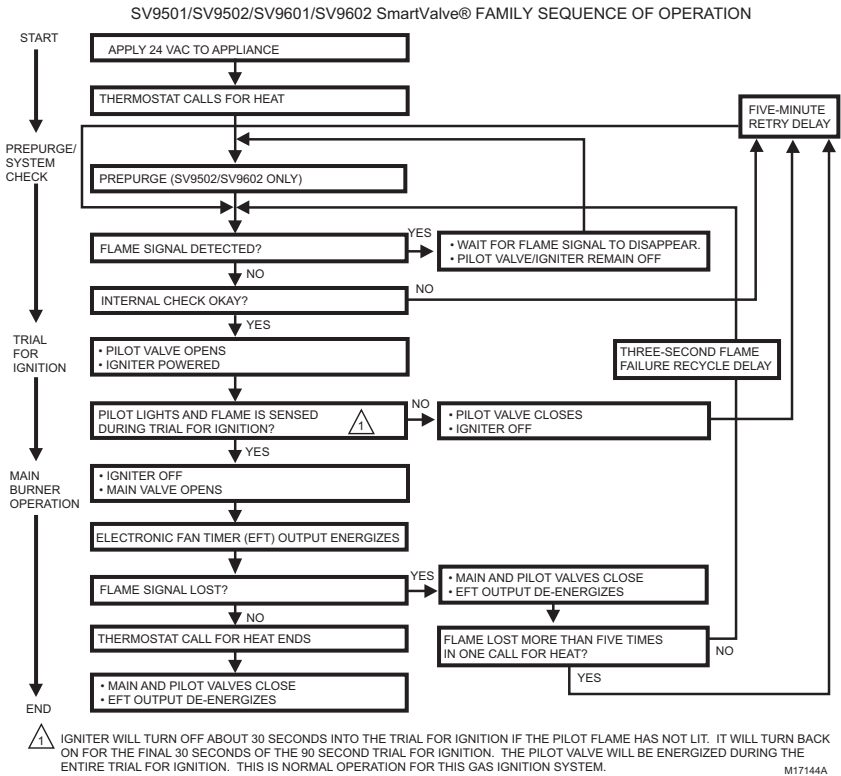 SV9501/SV9502/SV9601/SV9602 SmartValve® FAMILY SEQUENCE OF OPERATION
START
APPLY 24 VAC TO APPLIANCE
THERMOSTAT CALLS FOR HEAT
FIVE-MINUTE
RETRY DELAY
PREPURGE/
SYSTEM
CHECK
PREPURGE (SV9502/SV9602 ONLY)
FLAME SIGNAL DETECTED?
YES
• WAIT FOR FLAME SIGNAL TO DISAPPEAR.
• PILOT VALVE/IGNITER REMAIN OFF
NO
INTERNAL CHECK OKAY?
NO
YES
TRIAL
FOR
IGNITION
• PILOT VALVE OPENS
• IGNITER POWERED
THREE-SECOND FLAME
FAILURE RECYCLE DELAY
PILOT LIGHTS AND FLAME IS SENSED
DURING TRIAL FOR IGNITION?
1
NO
• PILOT VALVE CLOSES
• IGNITER OFF
YES
MAIN
BURNER
OPERATION
• IGNITER OFF
• MAIN VALVE OPENS
ELECTRONIC FAN TIMER (EFT) OUTPUT ENERGIZES
FLAME SIGNAL LOST?
YES
• MAIN AND PILOT VALVES CLOSE
• EFT OUTPUT DE-ENERGIZES
NO
THERMOSTAT CALL FOR HEAT ENDS
FLAME LOST MORE THAN FIVE TIMES
IN ONE CALL FOR HEAT?
NO
YES
• MAIN AND PILOT VALVES CLOSE
• EFT OUTPUT DE-ENERGIZES
END
1
IGNITER WILL TURN OFF ABOUT 30 SECONDS INTO THE TRIAL FOR IGNITION IF THE PILOT FLAME HAS NOT LIT. IT WILL TURN BACK
ON FOR THE FINAL 30 SECONDS OF THE 90 SECOND TRIAL FOR IGNITION. THE PILOT VALVE WILL BE ENERGIZED DURING THE
ENTIRE TRIAL FOR IGNITION. THIS IS NORMAL OPERATION FOR THIS GAS IGNITION SYSTEM.
M17144A